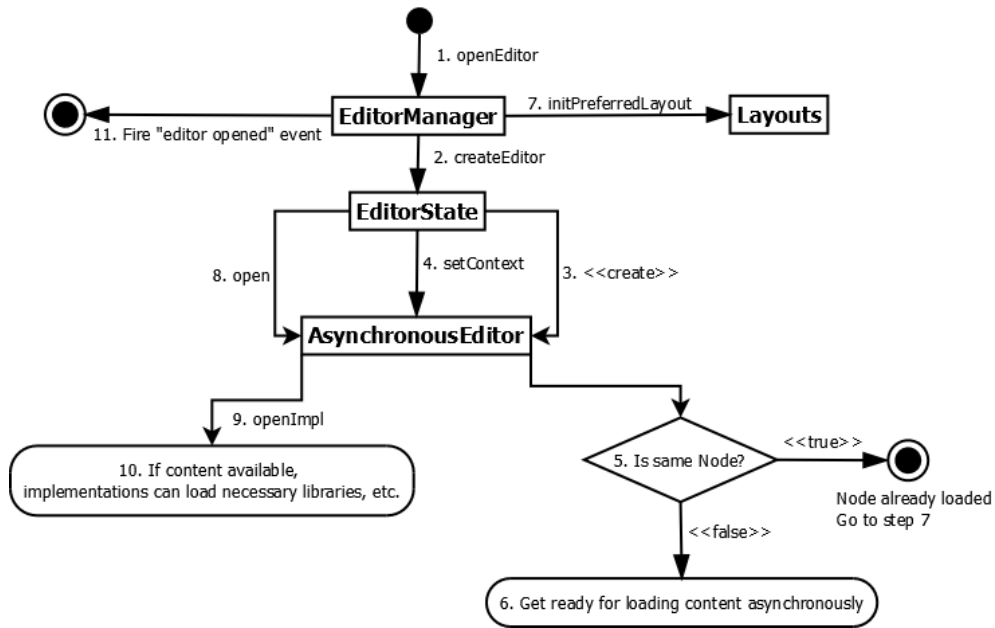 1. openEditor
EditorManager
7. initPreferredLayout
Layouts
11. Fire "editor opened" event
2. createEditor
EditorState
8. open
4. setContext
3. <<create>>
AsynchronousEditor
9. openImpl
10. If content available,
implementations can load necessary libraries, etc.
5. Is same Node?
<<true>>
Node already loaded
Go to step 7
<<false>>
6. Get ready for loading content asynchronously